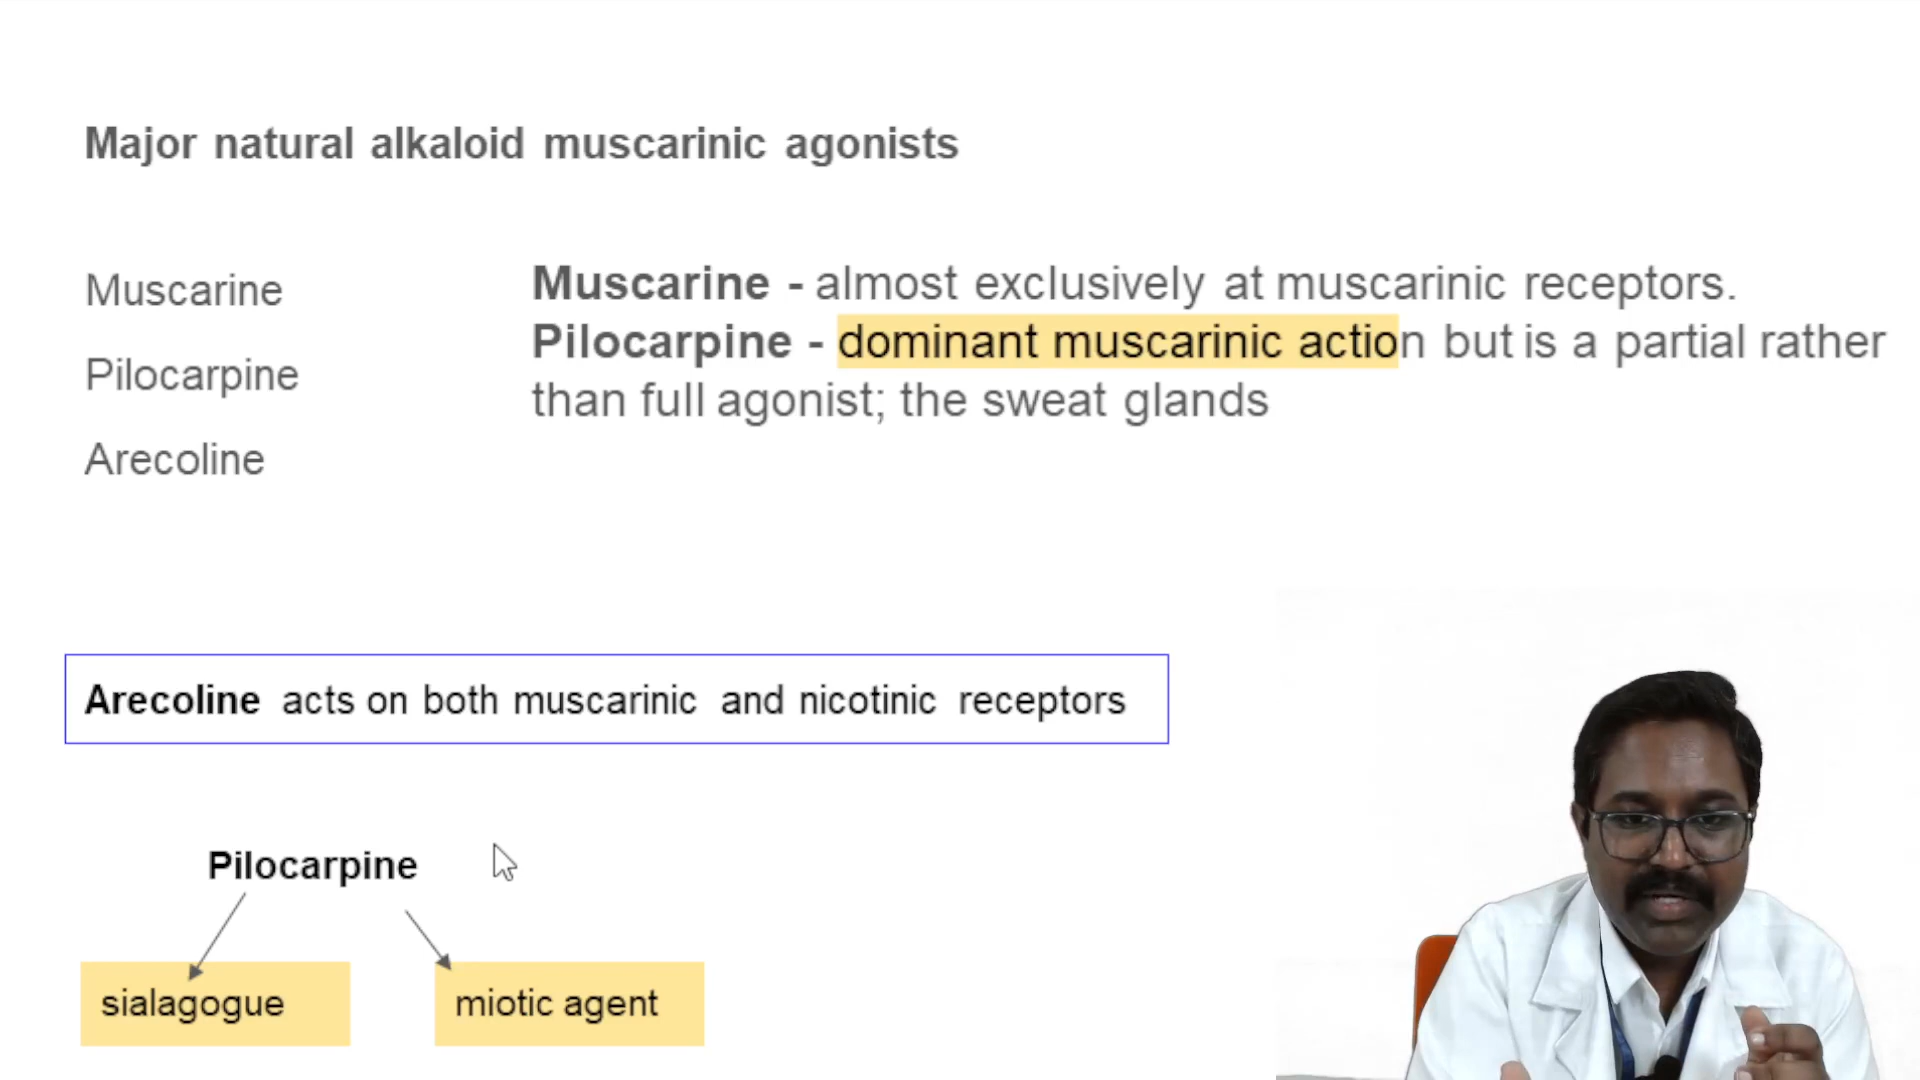 Major natural alkaloid muscarinic agonists
Muscarine
Pilocarpine
Arecoline
Muscarine - almost exclusively at muscarinic receptors.
Pilocarpine - dominant muscarinic action but is a partial rather
than full agonist; the sweat glands
Arecoline acts on both muscarinic and nicotinic receptors
Pilocarpine
sialagogue
miotic agent